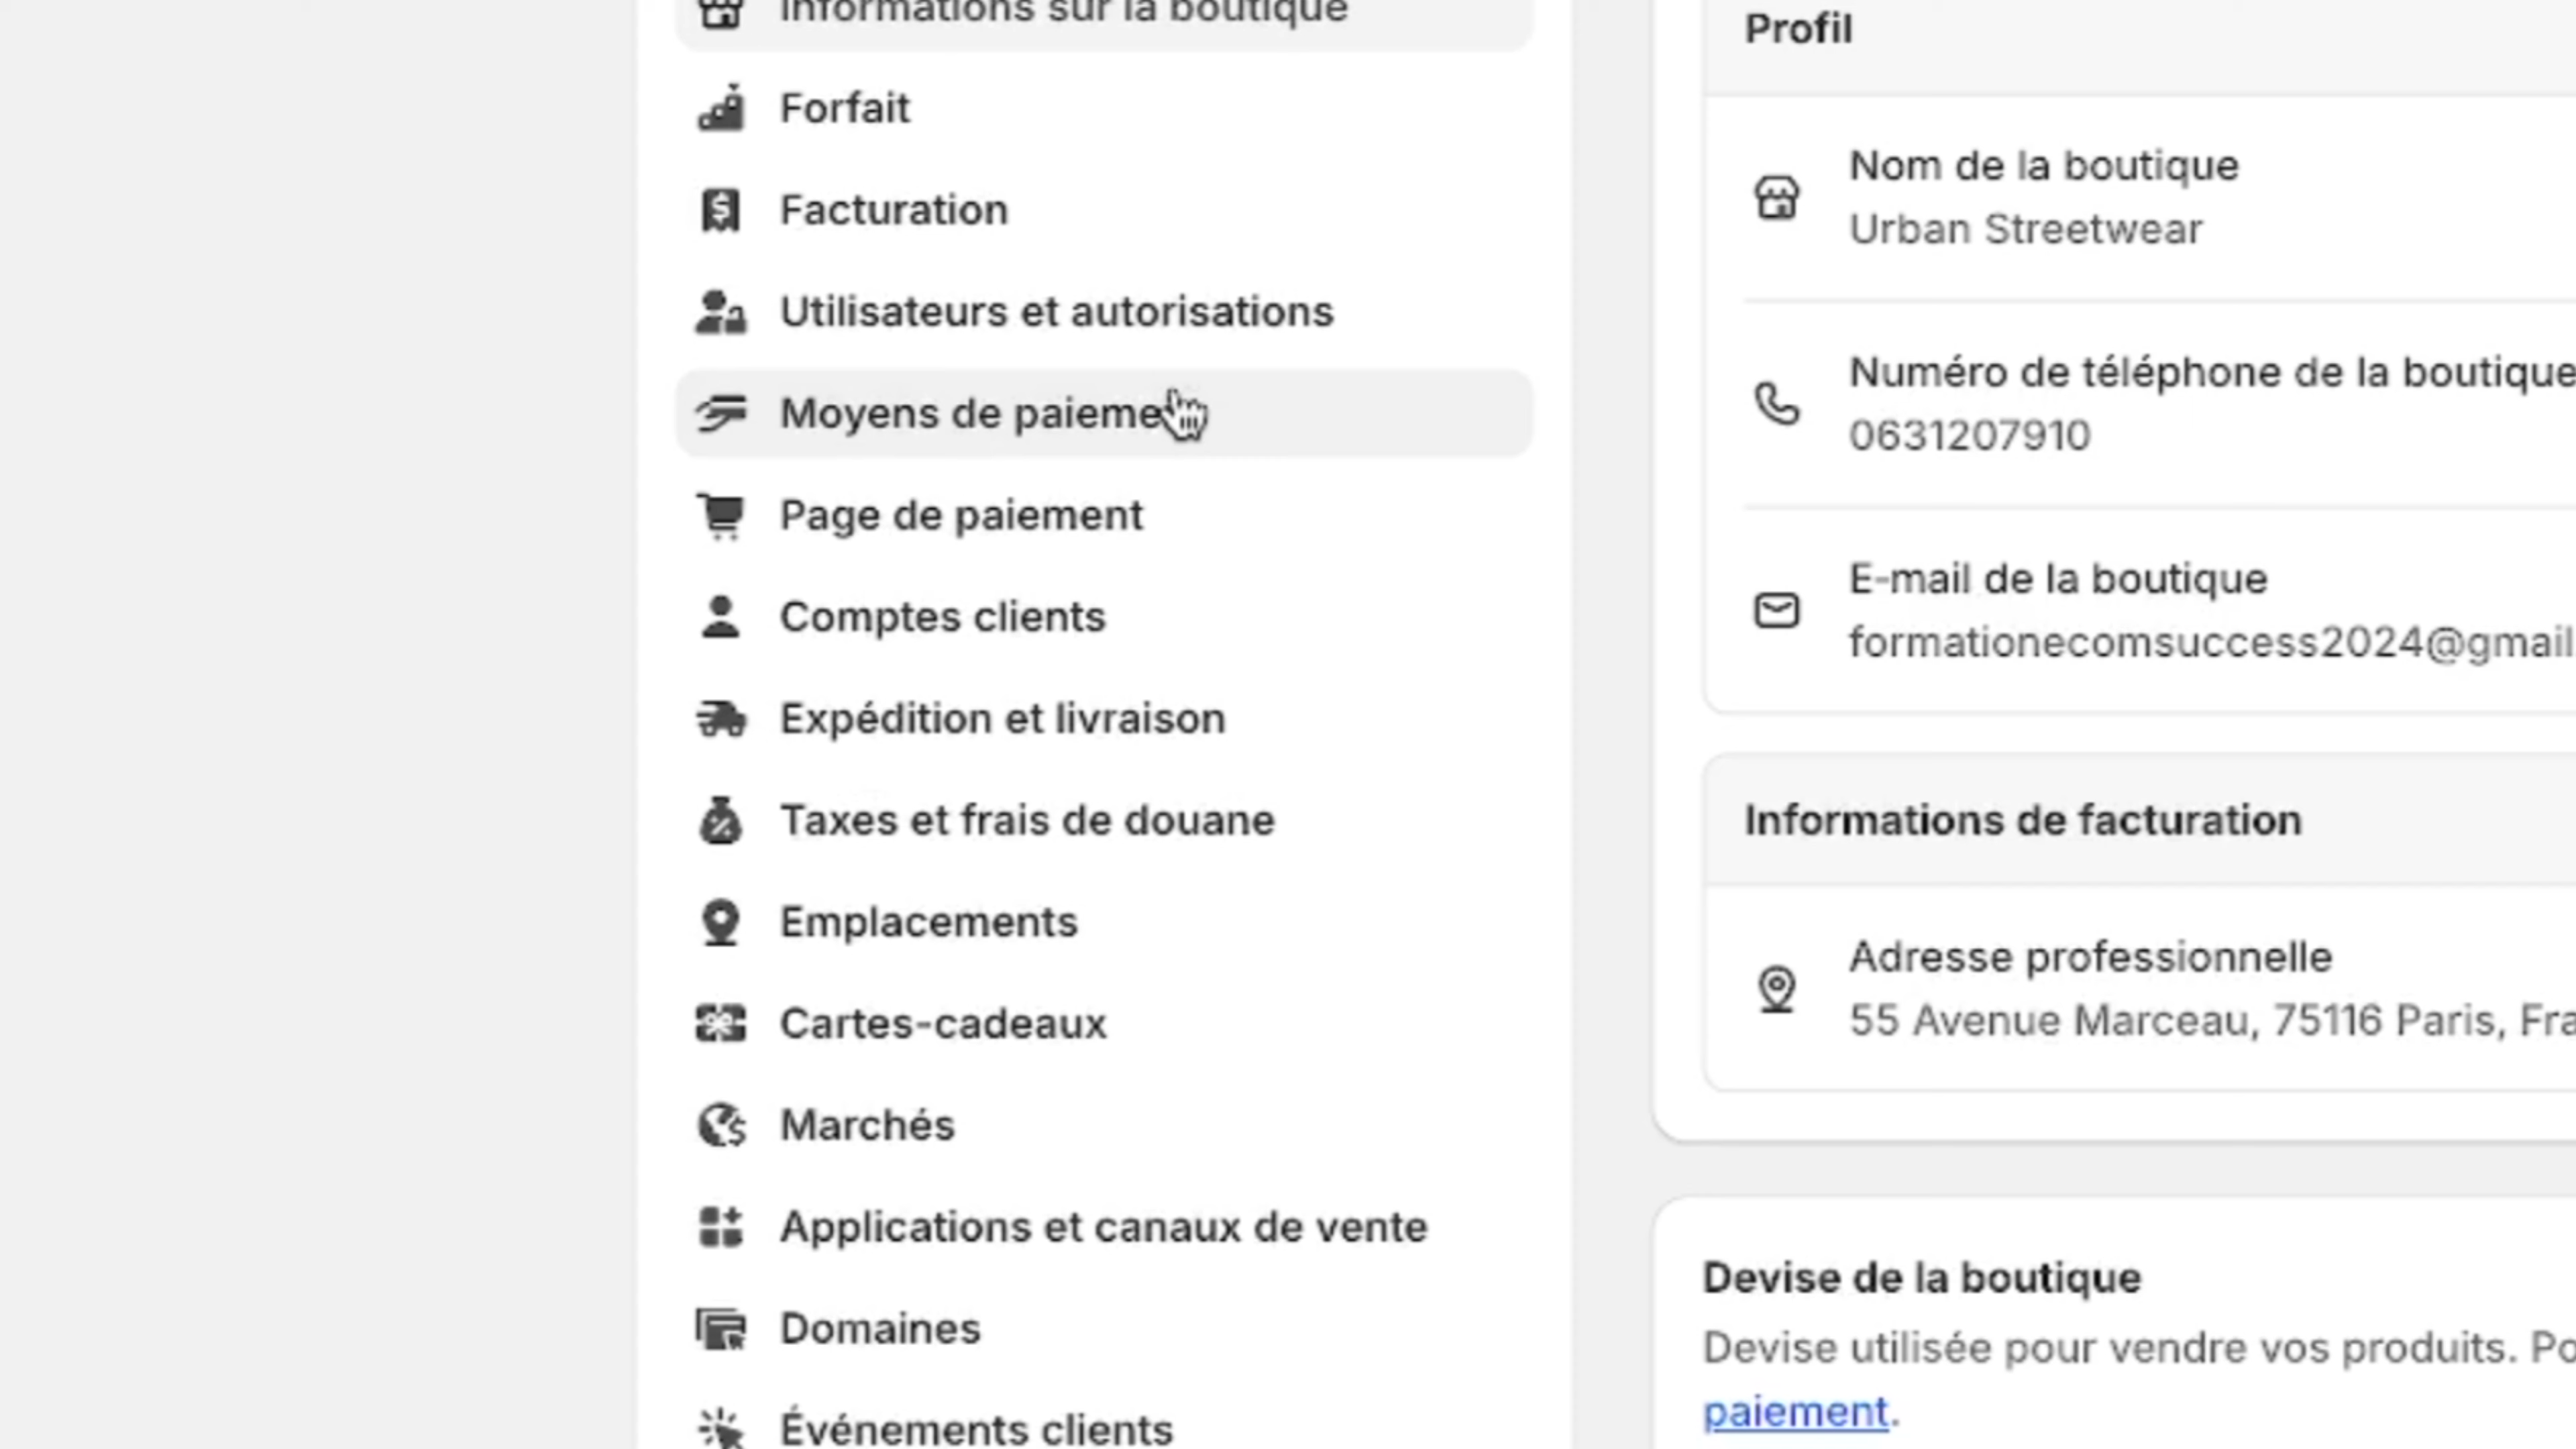 Informations sur la boutique
Forfait
Facturation
Utilisateurs et autorisations
Moyens de paieme
Page de paiement
Comptes clients
Expédition et livraison
Taxes et frais de douane
Emplacements
Cartes-cadeaux
Marchés
Applications et canaux de vente
Domaines
Événements clients
Profil
Nom de la boutique
Urban Streetwear
Numéro de téléphone de la boutique
0631207910
E-mail de la boutique
formationecomsuccess2024@gmail
Informations de facturation
Adresse professionnelle
55 Avenue Marceau, 75116 Paris, Fra
Devise de la boutique
Devise utilisée pour vendre vos produits. Po
paiement.